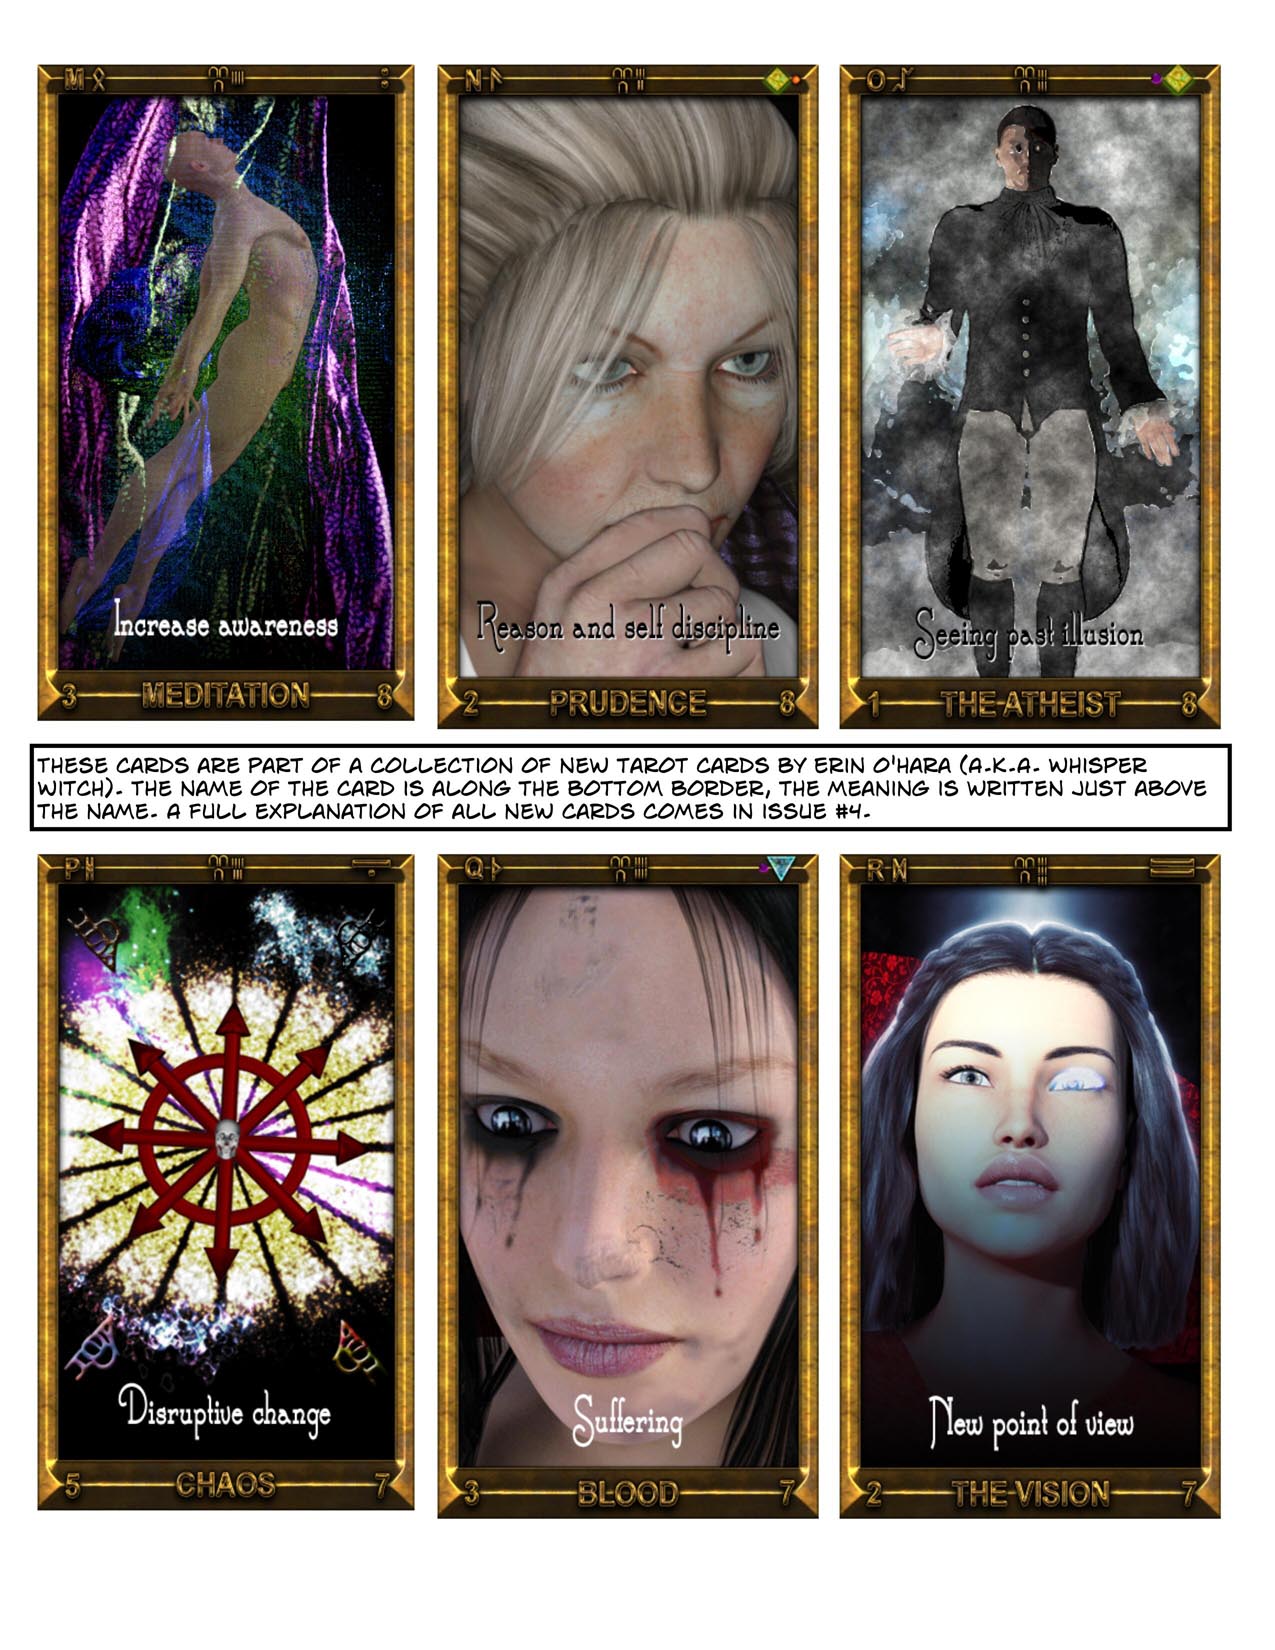 M
Increase awareness
3 MEDITATION 8
N
Reason and self discipline
2 PRUDENCE 8
O
Seeing past illusion
1 THE ATHEIST 8
THESE CARDS ARE PART OF A COLLECTION OF NEW TAROT CARDS BY ERIN O'HARA (A.K.A. WHISPER
WITCH). THE NAME OF THE CARD IS ALONG THE BOTTOM BORDER, THE MEANING IS WRITTEN JUST ABOVE
THE NAME. A FULL EXPLANATION OF ALL NEW CARDS COMES IN ISSUE #4.
P
Disruptive change
5 CHAOS 7
Q
Suffering
3 BLOOD 7
R
New point of view
2 THE VISION 7